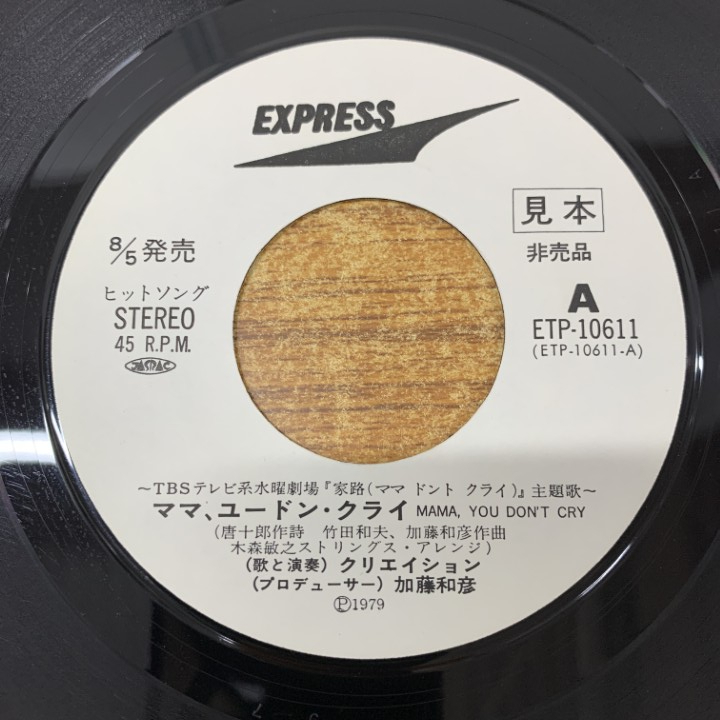 EXPRESS
見本
非売品
8/5発売
ヒットソング
STEREO
45 R.P.M.
JASRAC
A
ETP-10611
(ETP-10611-A)
～TBSテレビ系水曜劇場『家路(ママ ドント クライ)』主題歌～
ママ、ユードン・クライ MAMA, YOU DON'T CRY
(唐十郎作詩 竹田和夫、加藤和彦作曲
木森敏之ストリングス・アレンジ)
(歌と演奏) クリエイション
(プロデューサー) 加藤和彦
Ⓟ1979